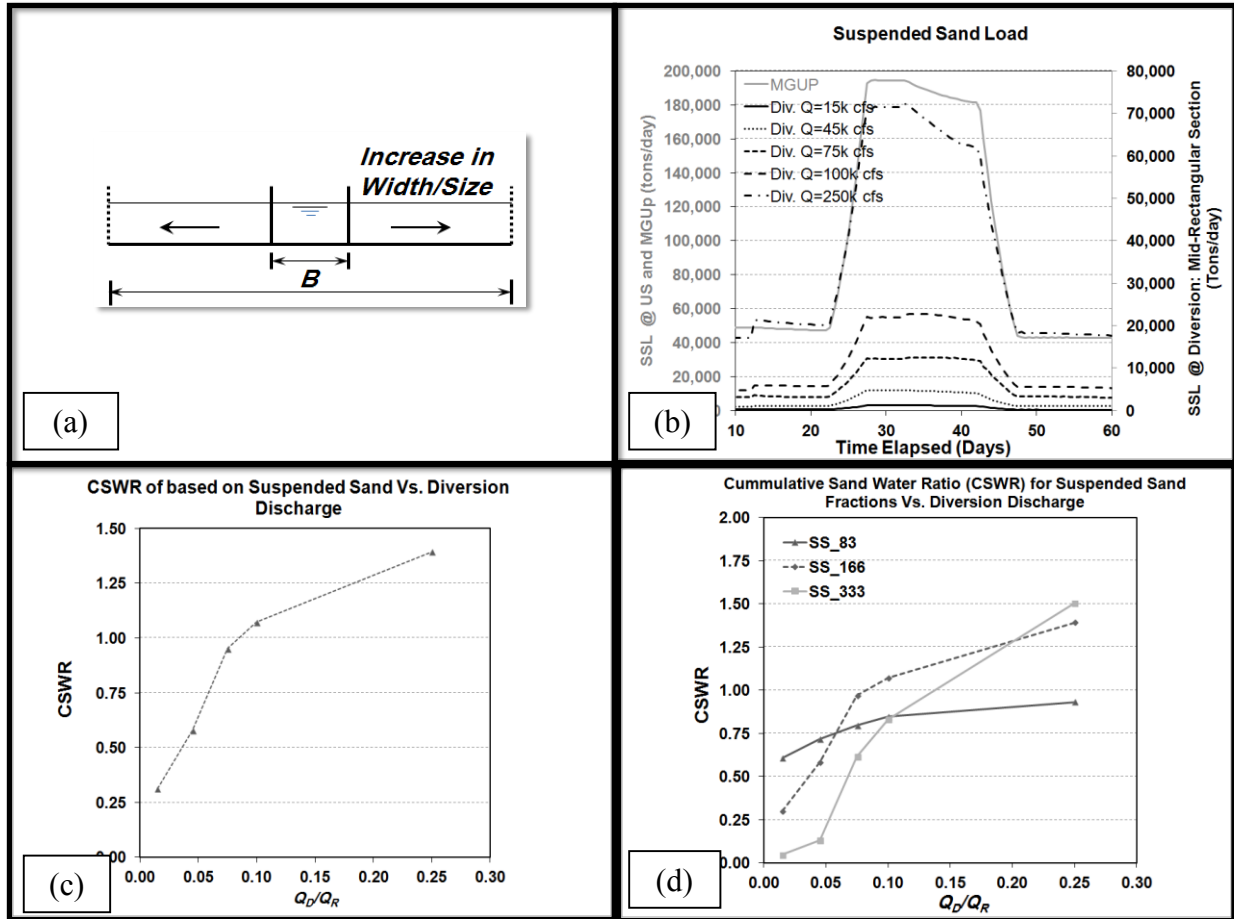 Increase in
Width/Size
B
(a)
Suspended Sand Load
200,000
180,000
160,000
140,000
120,000
100,000
80,000
60,000
40,000
20,000
0
SSL @ US and MGUp (tons/day)
MGUP
Div. Q=15k cfs
Div. Q=45k cfs
Div. Q=75k cfs
Div. Q=100k cfs
Div. Q=250k cfs
80,000
70,000
60,000
50,000
40,000
30,000
20,000
10,000
0
SSL @ Diversion: Mid-Rectangular Section
(Tons/day)
10 20 30 40 50 60
Time Elapsed (Days)
(b)
CSWR of based on Suspended Sand Vs. Diversion
Discharge
1.50
1.25
1.00
0.75
0.50
0.25
0.00
CSWR
0.00 0.05 0.10 0.15 0.20 0.25 0.30
Q_D/Q_R
(c)
Cummulative Sand Water Ratio (CSWR) for Suspended Sand
Fractions Vs. Diversion Discharge
2.00
1.75
1.50
1.25
1.00
0.75
0.50
0.25
0.00
CSWR
SS_83
SS_166
SS_333
0.00 0.05 0.10 0.15 0.20 0.25 0.30
Q_D/Q_R
(d)